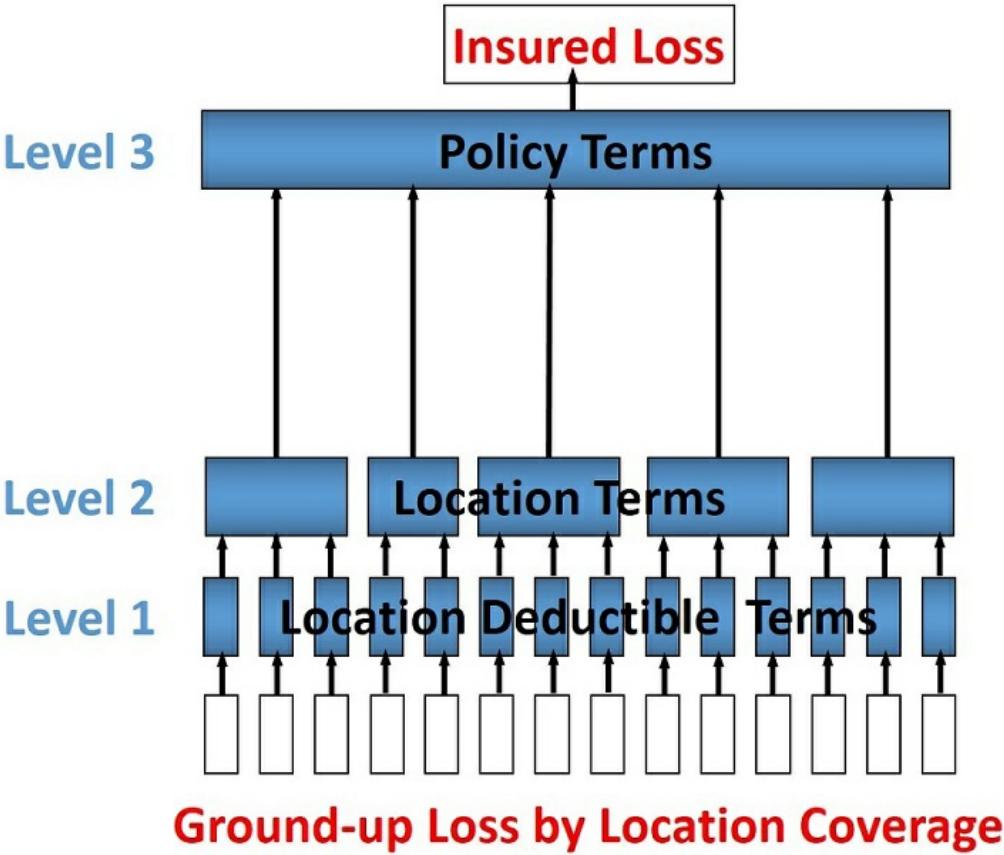 Insured Loss
Level 3
Policy Terms
Level 2
Location Terms
Level 1
Location Deductible Terms
Ground-up Loss by Location Coverage